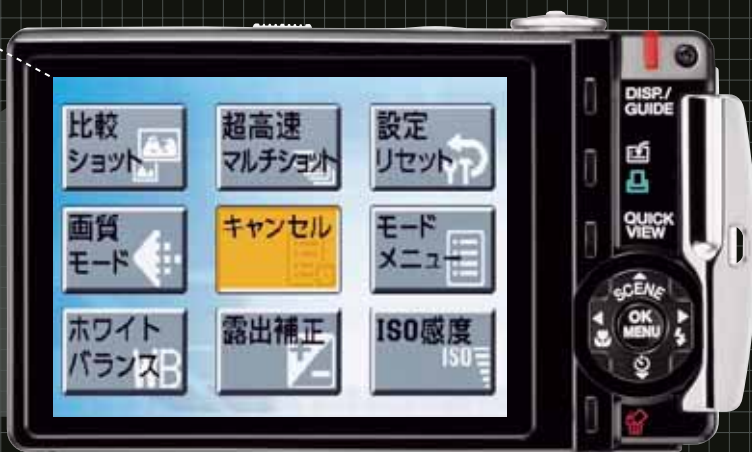 比較
ショット
超高速
マルチショット
設定
リセット
画質
モード
キャンセル
モード
メニュー
ホワイト
バランス
WB
露出補正
ISO感度
ISO
DISP./
GUIDE
QUICK
VIEW
SCENE
OK
MENU